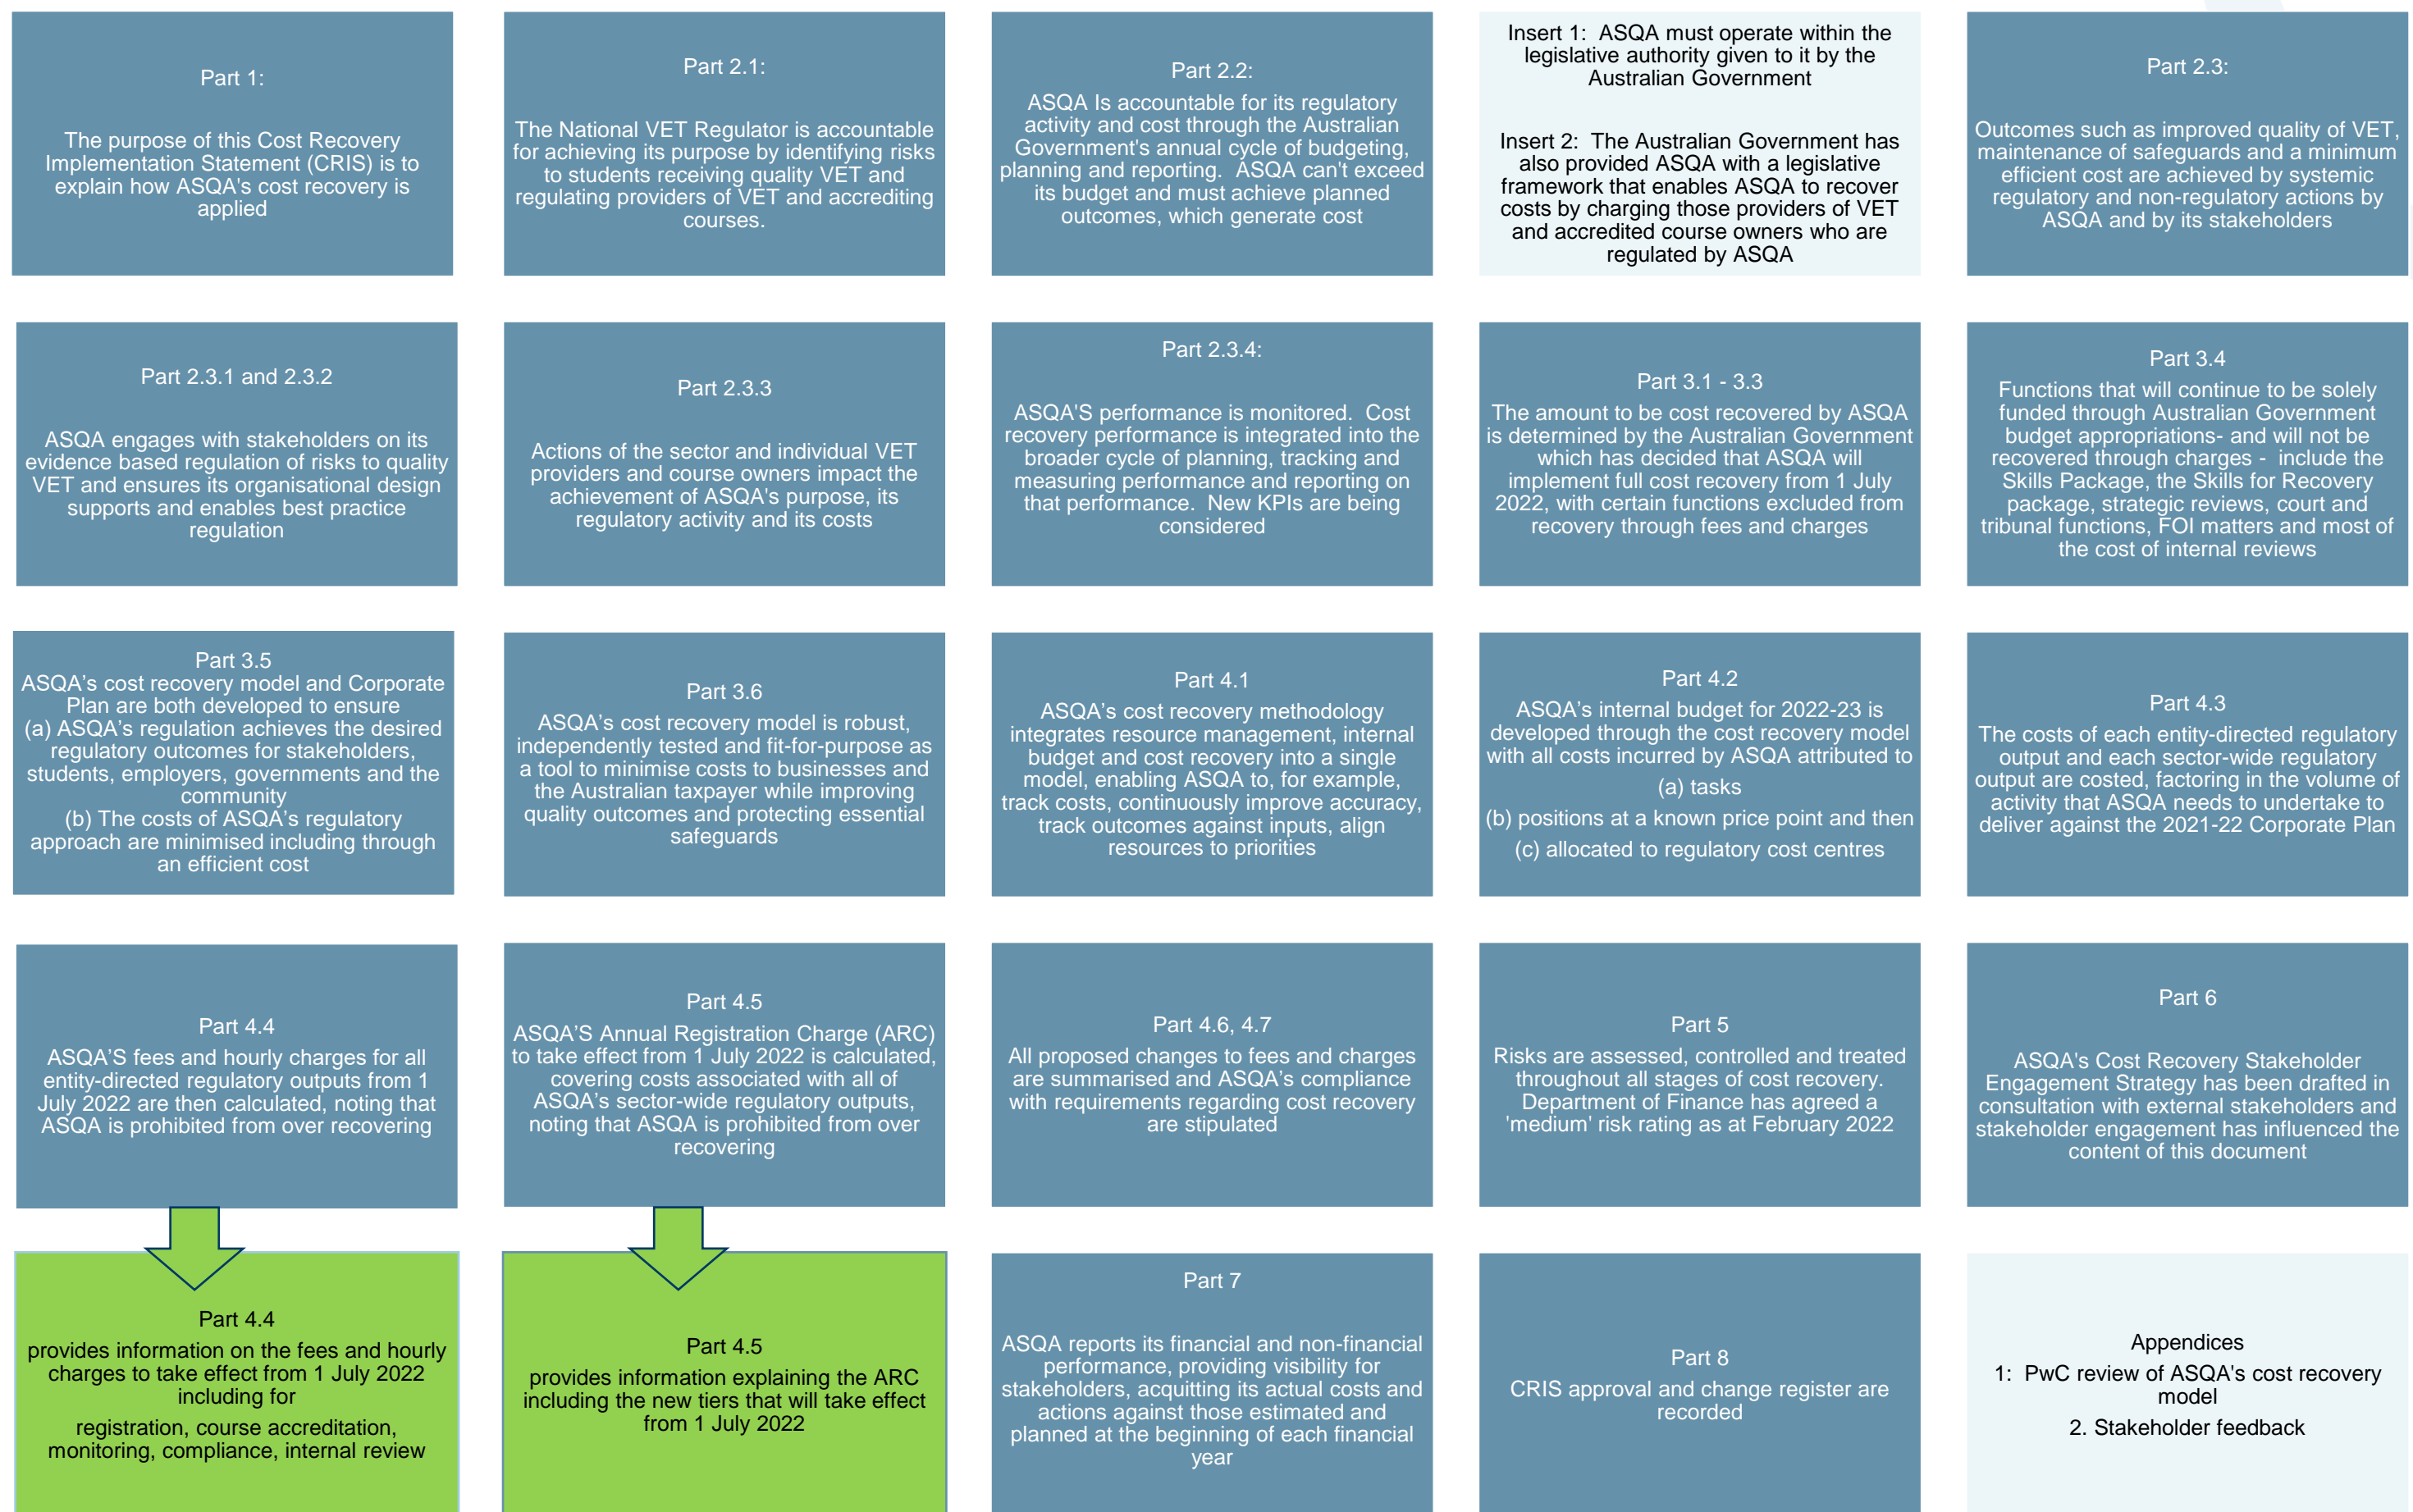 Part 1:
The purpose of this Cost Recovery
Implementation Statement (CRIS) is to
explain how ASQA's cost recovery is
applied
Part 2.1:
The National VET Regulator is accountable
for achieving its purpose by identifying risks
to students receiving quality VET and
regulating providers of VET and accrediting
courses.
Part 2.2:
ASQA Is accountable for its regulatory
activity and cost through the Australian
Government's annual cycle of budgeting,
planning and reporting.  ASQA can't exceed
its budget and must achieve planned
outcomes, which generate cost
Insert 1:  ASQA must operate within the
legislative authority given to it by the
Australian Government
Insert 2:  The Australian Government has
also provided ASQA with a legislative
framework that enables ASQA to recover
costs by charging those providers of VET
and accredited course owners who are
regulated by ASQA
Part 2.3:
Outcomes such as improved quality of VET,
maintenance of safeguards and a minimum
efficient cost are achieved by systemic
regulatory and non-regulatory actions by
ASQA and by its stakeholders
Part 2.3.1 and 2.3.2
ASQA engages with stakeholders on its
evidence based regulation of risks to quality
VET and ensures its organisational design
supports and enables best practice
regulation
Part 2.3.3
Actions of the sector and individual VET
providers and course owners impact the
achievement of ASQA's purpose, its
regulatory activity and its costs
Part 2.3.4:
ASQA'S performance is monitored.  Cost
recovery performance is integrated into the
broader cycle of planning, tracking and
measuring performance and reporting on
that performance.  New KPIs are being
considered
Part 3.1 - 3.3
The amount to be cost recovered by ASQA
is determined by the Australian Government
which has decided that ASQA will
implement full cost recovery from 1 July
2022, with certain functions excluded from
recovery through fees and charges
Part 3.4
Functions that will continue to be solely
funded through Australian Government
budget appropriations- and will not be
recovered through charges -  include the
Skills Package, the Skills for Recovery
package, strategic reviews, court and
tribunal functions, FOI matters and most of
the cost of internal reviews
Part 3.5
ASQA's cost recovery model and Corporate
Plan are both developed to ensure
(a) ASQA's regulation achieves the desired
regulatory outcomes for stakeholders,
students, employers, governments and the
community
(b) The costs of ASQA's regulatory
approach are minimised including through
an efficient cost
Part 3.6
ASQA's cost recovery model is robust,
independently tested and fit-for-purpose as
a tool to minimise costs to businesses and
the Australian taxpayer while improving
quality outcomes and protecting essential
safeguards
Part 4.1
ASQA's cost recovery methodology
integrates resource management, internal
budget and cost recovery into a single
model, enabling ASQA to, for example,
track costs, continuously improve accuracy,
track outcomes against inputs, align
resources to priorities
Part 4.2
ASQA's internal budget for 2022-23 is
developed through the cost recovery model
with all costs incurred by ASQA attributed to
(a) tasks
(b) positions at a known price point and then
(c) allocated to regulatory cost centres
Part 4.3
The costs of each entity-directed regulatory
output and each sector-wide regulatory
output are costed, factoring in the volume of
activity that ASQA needs to undertake to
deliver against the 2021-22 Corporate Plan
Part 4.4
ASQA'S fees and hourly charges for all
entity-directed regulatory outputs from 1
July 2022 are then calculated, noting that
ASQA is prohibited from over recovering
Part 4.5
ASQA'S Annual Registration Charge (ARC)
to take effect from 1 July 2022 is calculated,
covering costs associated with all of
ASQA's sector-wide regulatory outputs,
noting that ASQA is prohibited from over
recovering
Part 4.6, 4.7
All proposed changes to fees and charges
are summarised and ASQA's compliance
with requirements regarding cost recovery
are stipulated
Part 5
Risks are assessed, controlled and treated
throughout all stages of cost recovery.
Department of Finance has agreed a
'medium' risk rating as at February 2022
Part 6
ASQA's Cost Recovery Stakeholder
Engagement Strategy has been drafted in
consultation with external stakeholders and
stakeholder engagement has influenced the
content of this document
Part 4.4
provides information on the fees and hourly
charges to take effect from 1 July 2022
including for
registration, course accreditation,
monitoring, compliance, internal review
Part 4.5
provides information explaining the ARC
including the new tiers that will take effect
from 1 July 2022
Part 7
ASQA reports its financial and non-financial
performance, providing visibility for
stakeholders, acquitting its actual costs and
actions against those estimated and
planned at the beginning of each financial
year
Part 8
CRIS approval and change register are
recorded
Appendices
1:  PwC review of ASQA's cost recovery
model
2. Stakeholder feedback